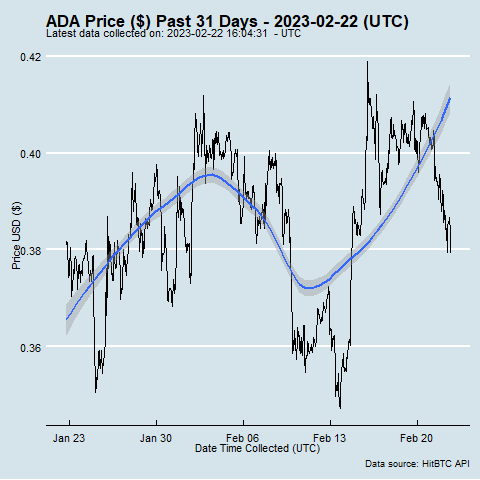 ADA Price ($) Past 31 Days - 2023-02-22 (UTC)
Latest data collected on: 2023-02-22 16:04:31 - UTC
0.42
0.40
0.38
0.36
Price USD ($)
Jan 23 Jan 30 Feb 06 Feb 13 Feb 20
Date Time Collected (UTC)
Data source: HitBTC API